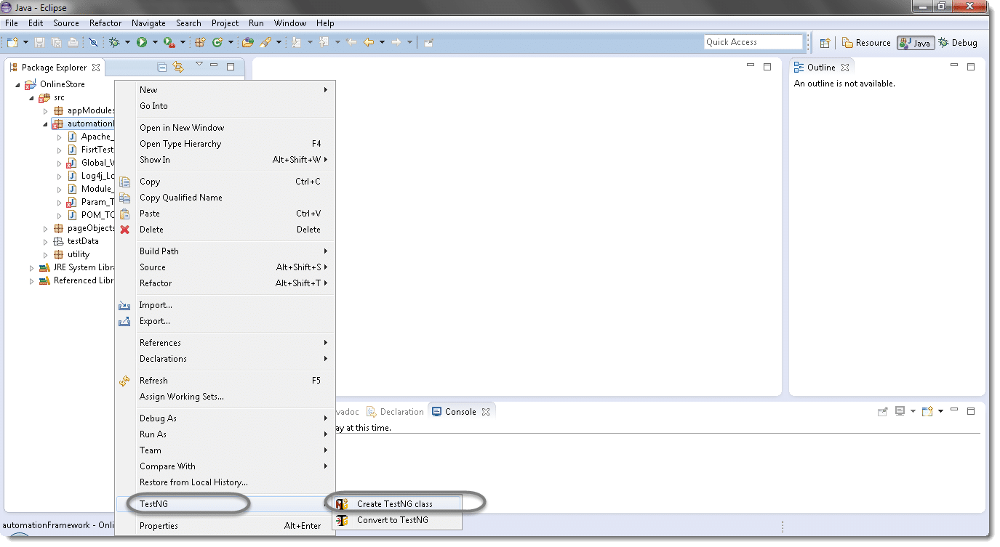 Java - Eclipse
File Edit Source Refactor Navigate Search Project Run Window Help
Quick Access
Resource
Java
Debug
Package Explorer
OnlineStore
src
appModules
automation
Apache_
FisrtTest
Global_V
Log4j_Lo
Module_
Param_T
POM_TC
pageObjects
testData
utility
JRE System Libra
Referenced Libr
New
Go Into
Open in New Window
Open Type Hierarchy F4
Show In Alt+Shift+W
Copy Ctrl+C
Copy Qualified Name
Paste Ctrl+V
Delete Delete
Build Path
Source Alt+Shift+S
Refactor Alt+Shift+T
Import...
Export...
References
Declarations
Refresh F5
Assign Working Sets...
Debug As
Run As
Team
Compare With
Restore from Local History...
TestNG
Properties Alt+Enter
Create TestNG class
Convert to TestNG
Outline
An outline is not available.
vadoc
Declaration
Console
ay at this time.
automationFramework - Onli